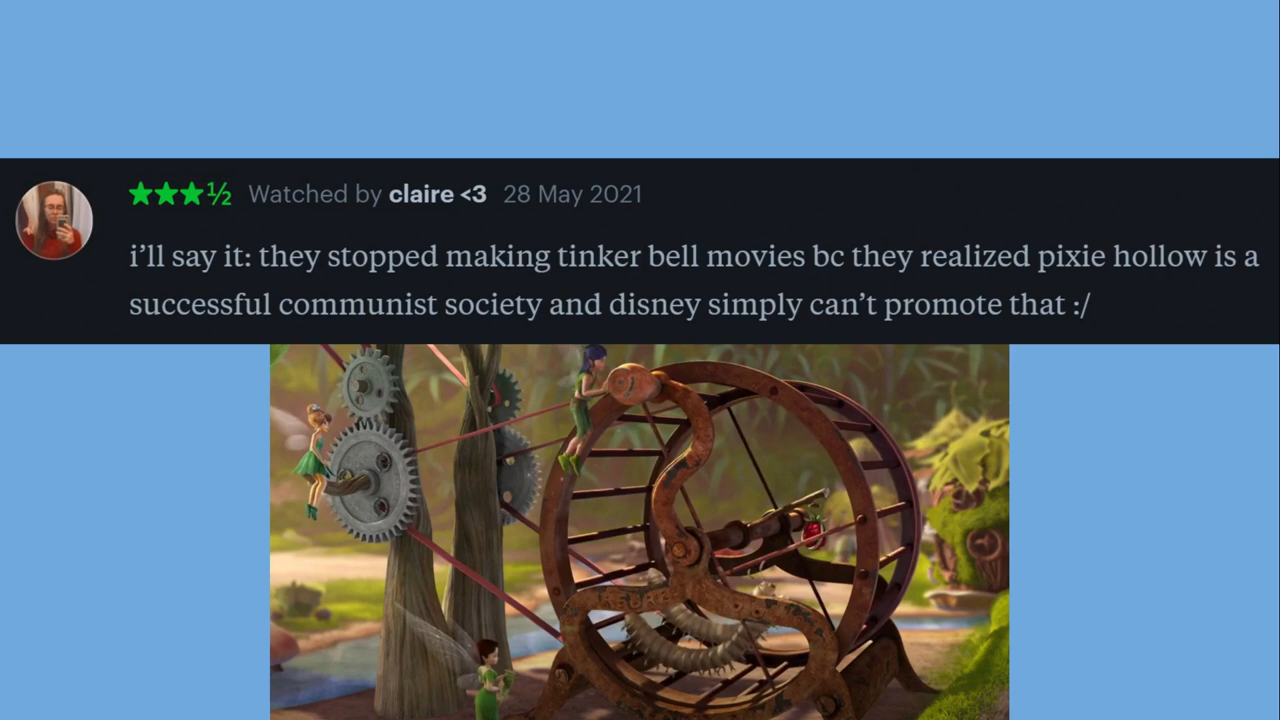 ★★★½ Watched by claire <3 28 May 2021
i’ll say it: they stopped making tinker bell movies bc they realized pixie hollow is a
successful communist society and disney simply can’t promote that :/